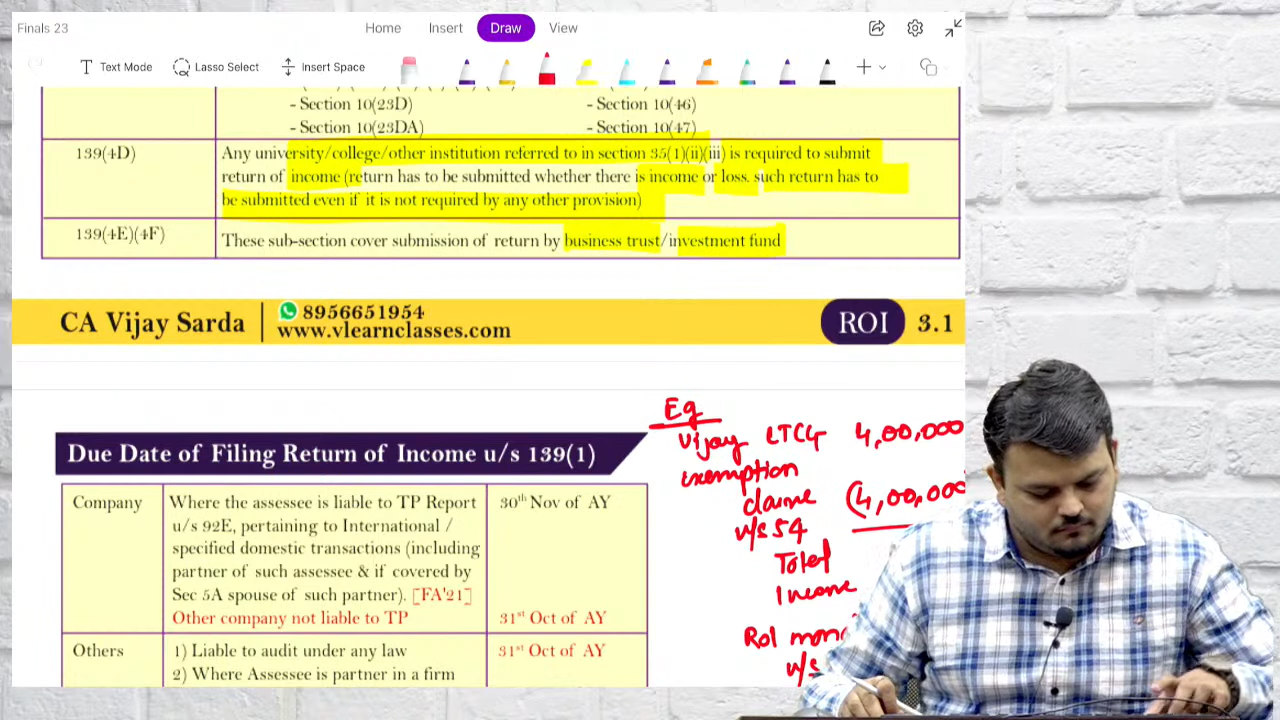 Finals 23
Home Insert Draw View
Text Mode Lasso Select Insert Space
- Section 10(23D) - Section 10(46)
- Section 10(23DA) - Section 10(47)
139(4D) Any university/college/other institution referred to in section 35(1)(ii)(iii) is required to submit
return of income (return has to be submitted whether there is income or loss. such return has to
be submitted even if it is not required by any other provision)
139(4E)(4F) These sub-section cover submission of return by business trust/investment fund
CA Vijay Sarda
8956651954
www.vlearnclasses.com
ROI 3.1
Due Date of Filing Return of Income u/s 139(1)
Company Where the assessee is liable to TP Report 30th Nov of AY
u/s 92E, pertaining to International /
specified domestic transactions (including
partner of such assessee & if covered by
Sec 5A spouse of such partner). [FA'21]
Other company not liable to TP 31st Oct of AY
Others 1) Liable to audit under any law 31st Oct of AY
2) Where Assessee is partner in a firm
Eg
Vijay LTCG 4,00,000
exemption
claime (4,00,000
u/s 54
Total
Income
RoI
u/s